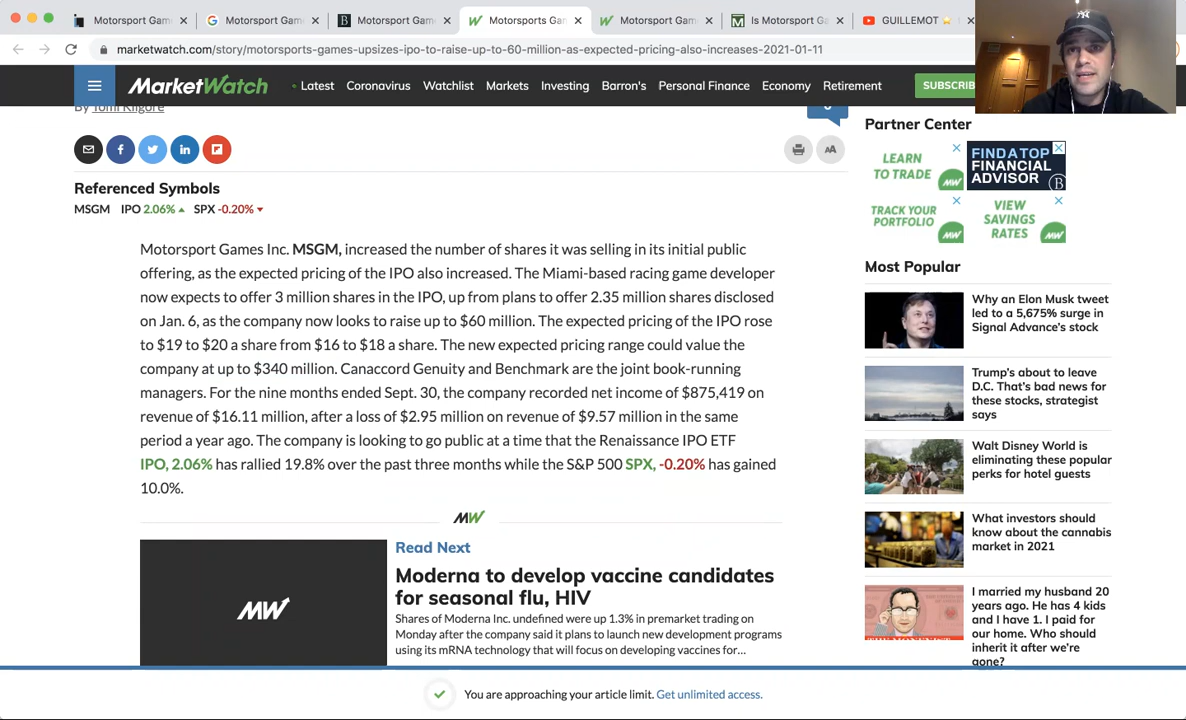 Motorsport Gam
Motorsport Gam
Motorsport Gam
Motorsports Ga
Motorsport Gam
Is Motorsport Ga
GUILLEMOT
marketwatch.com/story/motorsports-games-upsizes-ipo-to-raise-up-to-60-million-as-expected-pricing-also-increases-2021-01-11
MarketWatch
Latest Coronavirus Watchlist Markets Investing Barron's Personal Finance Economy Retirement
SUBSCRIB
By Tomi Kilgore
Referenced Symbols
MSGM IPO 2.06% SPX -0.20%
Motorsport Games Inc. MSGM, increased the number of shares it was selling in its initial public
offering, as the expected pricing of the IPO also increased. The Miami-based racing game developer
now expects to offer 3 million shares in the IPO, up from plans to offer 2.35 million shares disclosed
on Jan. 6, as the company now looks to raise up to $60 million. The expected pricing of the IPO rose
to $19 to $20 a share from $16 to $18 a share. The new expected pricing range could value the
company at up to $340 million. Canaccord Genuity and Benchmark are the joint book-running
managers. For the nine months ended Sept. 30, the company recorded net income of $875,419 on
revenue of $16.11 million, after a loss of $2.95 million on revenue of $9.57 million in the same
period a year ago. The company is looking to go public at a time that the Renaissance IPO ETF
IPO, 2.06% has rallied 19.8% over the past three months while the S&P 500 SPX, -0.20% has gained
10.0%.
MW
Read Next
Moderna to develop vaccine candidates
for seasonal flu, HIV
Shares of Moderna Inc. undefined were up 1.3% in premarket trading on
Monday after the company said it plans to launch new development programs
using its mRNA technology that will focus on developing vaccines for...
MW
Partner Center
LEARN
TO TRADE
MW
FIND A TOP
FINANCIAL
ADVISOR
B
TRACK YOUR
PORTFOLIO
MW
VIEW
SAVINGS
RATES
MW
Most Popular
Why an Elon Musk tweet
led to a 5,675% surge in
Signal Advance's stock
Trump's about to leave
D.C. That's bad news for
these stocks, strategist
says
Walt Disney World is
eliminating these popular
perks for hotel guests
What investors should
know about the cannabis
market in 2021
I married my husband 20
years ago. He has 4 kids
and I have 1. I paid for
our home. Who should
inherit it after we're
gone?
You are approaching your article limit. Get unlimited access.